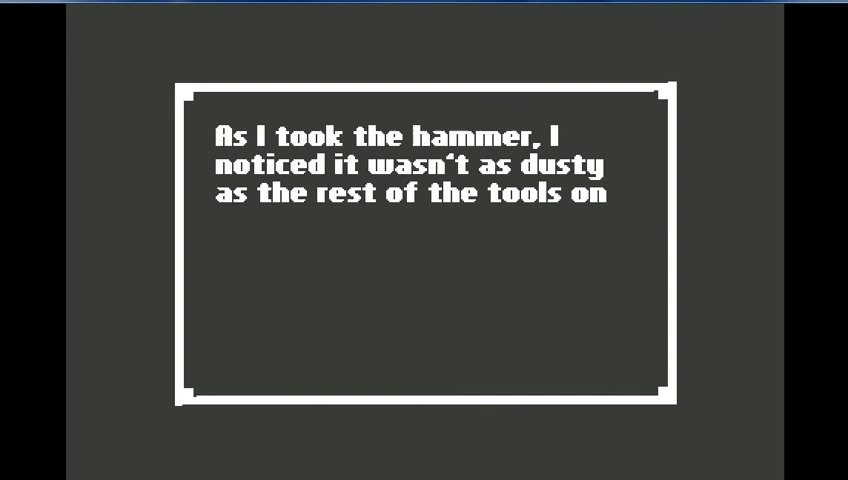 As I took the hammer, I
noticed it wasn't as dusty
as the rest of the tools on